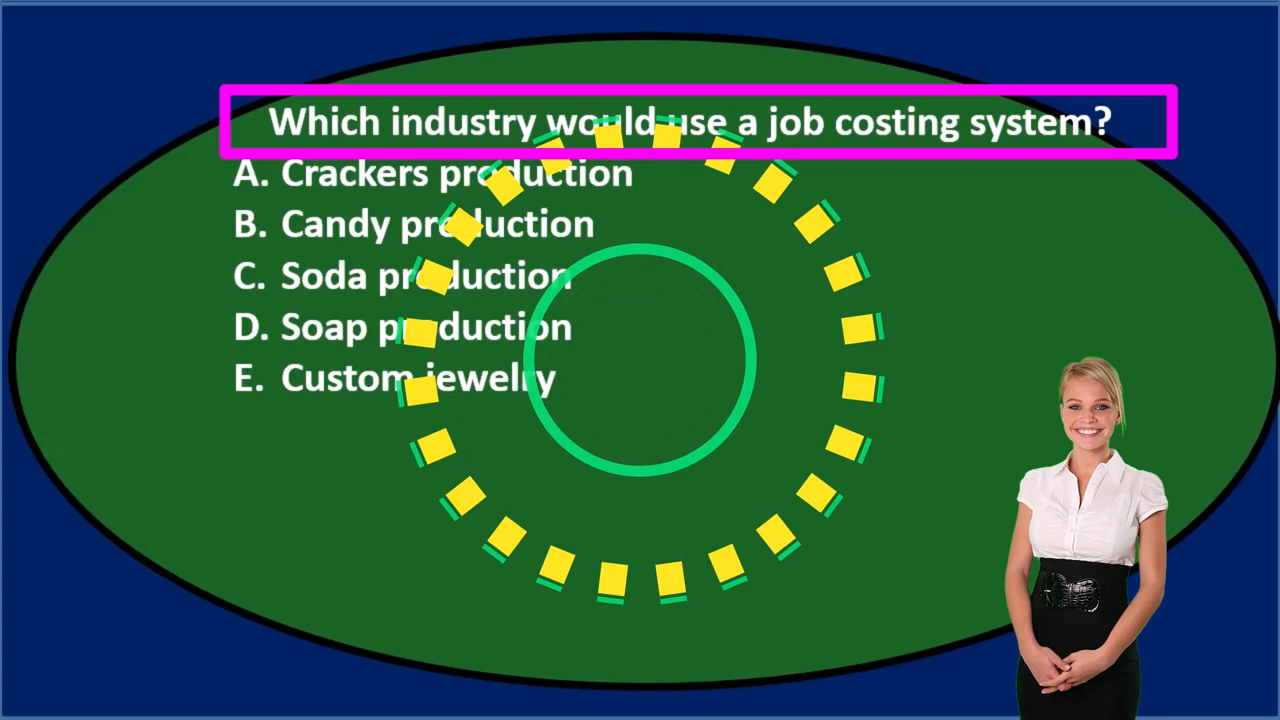 Which industry would use a job costing system?
A. Crackers production
B. Candy production
C. Soda production
D. Soap production
E. Custom jewelry